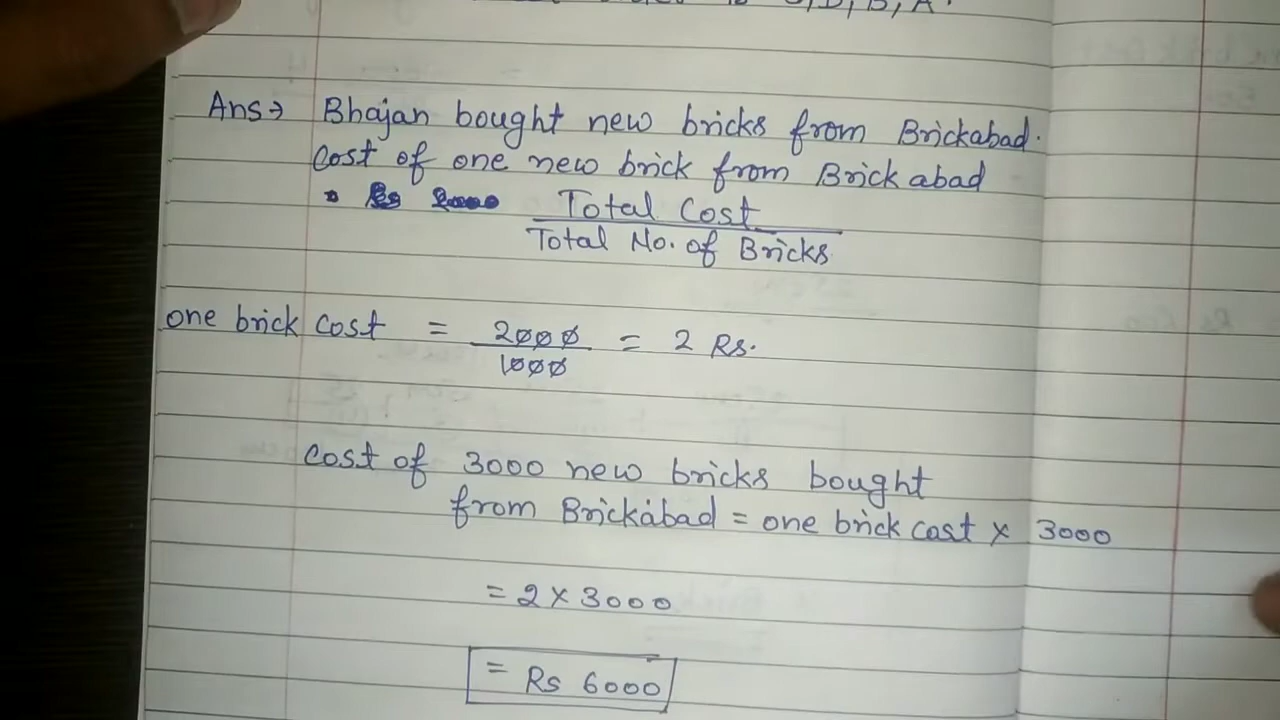 C, D, B, A.
Ans→ Bhajan bought new bricks from Brickabad.
Cost of one new brick from Brickabad
Total Cost
Total No. of Bricks
one brick cost = 2000 = 2 Rs.
1000
Cost of 3000 new bricks bought
from Brickabad = one brick cost × 3000
= 2 × 3000
= Rs 6000